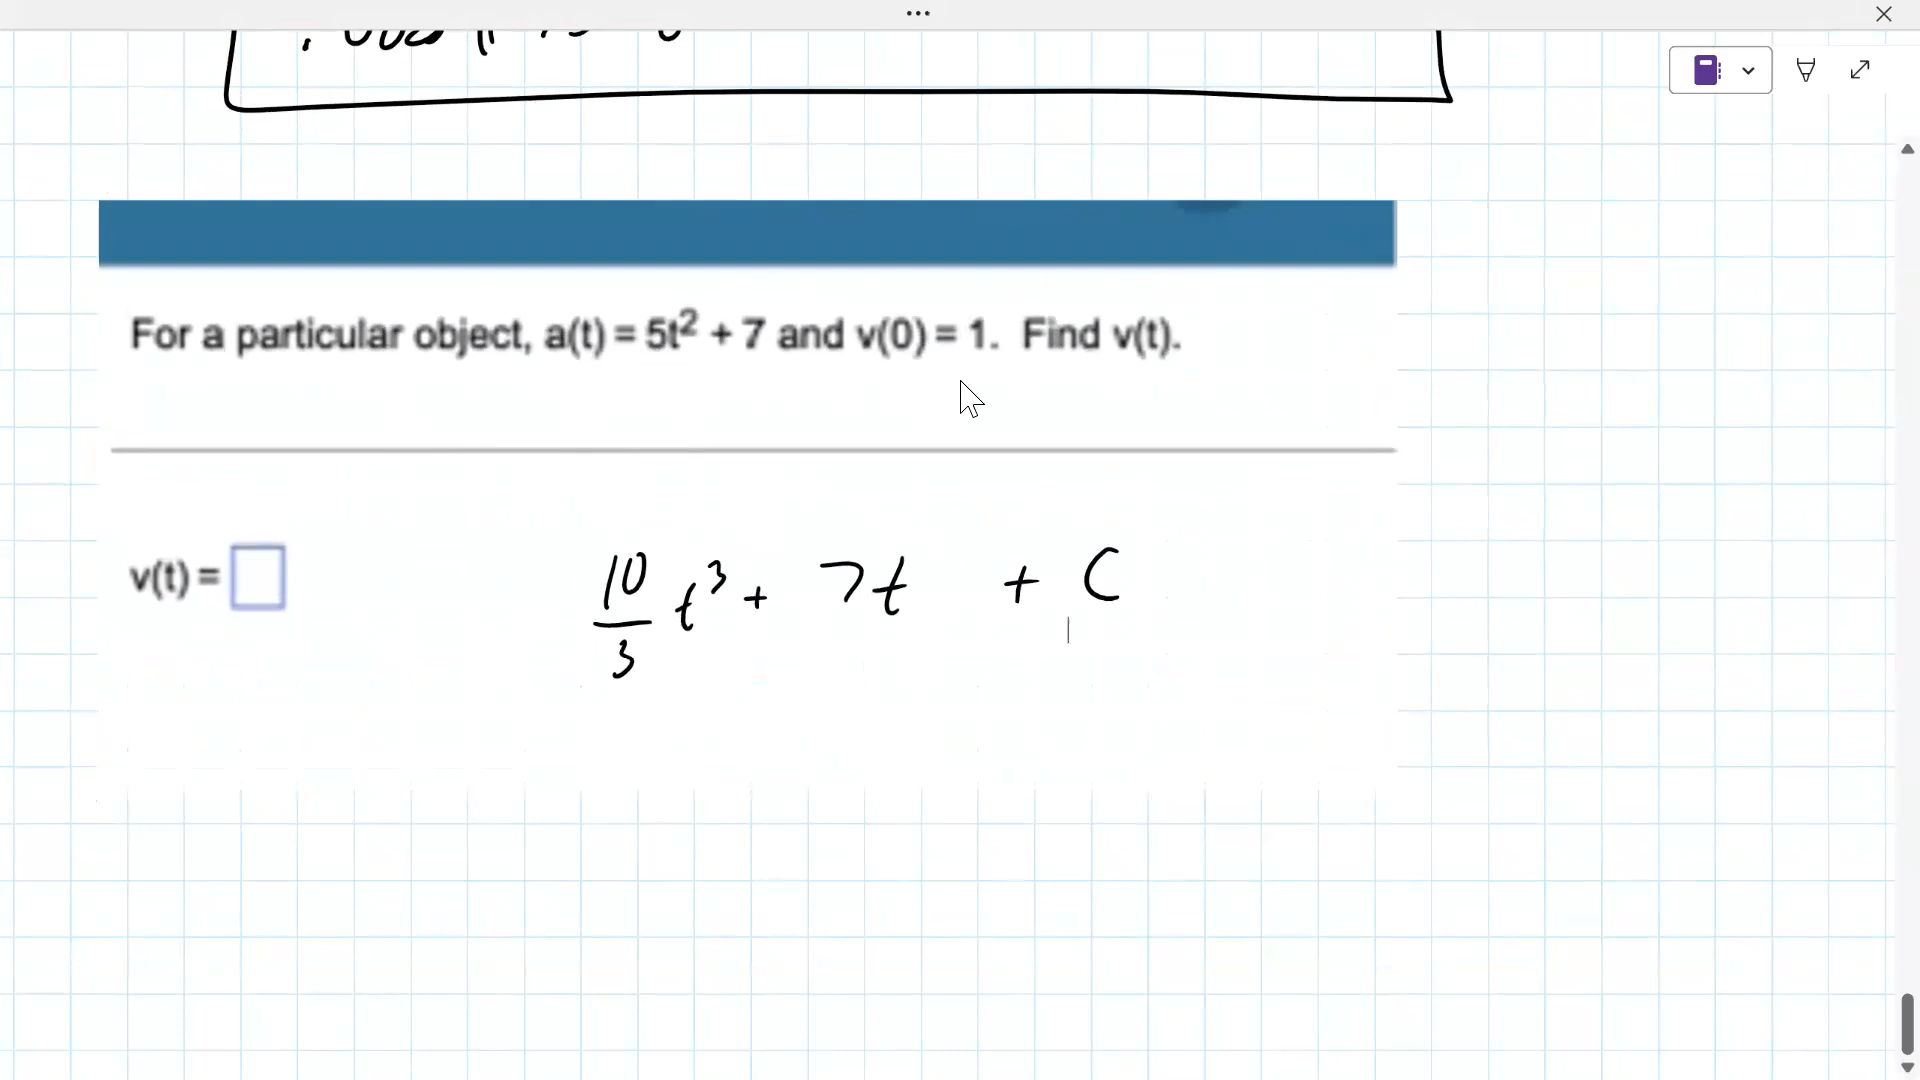 For a particular object, a(t) = 5t² + 7 and v(0) = 1. Find v(t).
v(t) =
10/3 t³ + 7t + C